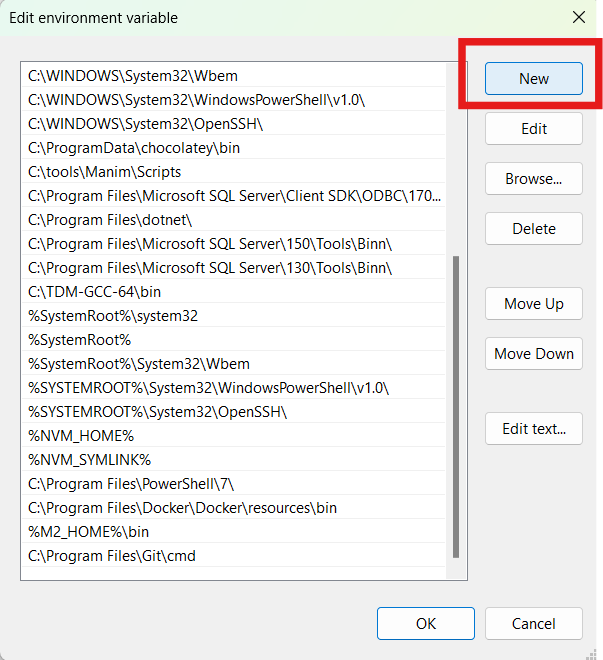 Edit environment variable
C:\WINDOWS\System32\Wbem
C:\WINDOWS\System32\WindowsPowerShell\v1.0\
C:\WINDOWS\System32\OpenSSH\
C:\ProgramData\chocolatey\bin
C:\tools\Manim\Scripts
C:\Program Files\Microsoft SQL Server\Client SDK\ODBC\170...
C:\Program Files\dotnet\
C:\Program Files\Microsoft SQL Server\150\Tools\Binn\
C:\Program Files\Microsoft SQL Server\130\Tools\Binn\
C:\TDM-GCC-64\bin
%SystemRoot%\system32
%SystemRoot%
%SystemRoot%\System32\Wbem
%SYSTEMROOT%\System32\WindowsPowerShell\v1.0\
%SYSTEMROOT%\System32\OpenSSH\
%NVM_HOME%
%NVM_SYMLINK%
C:\Program Files\PowerShell\7\
C:\Program Files\Docker\Docker\resources\bin
%M2_HOME%\bin
C:\Program Files\Git\cmd
New
Edit
Browse...
Delete
Move Up
Move Down
Edit text...
OK
Cancel